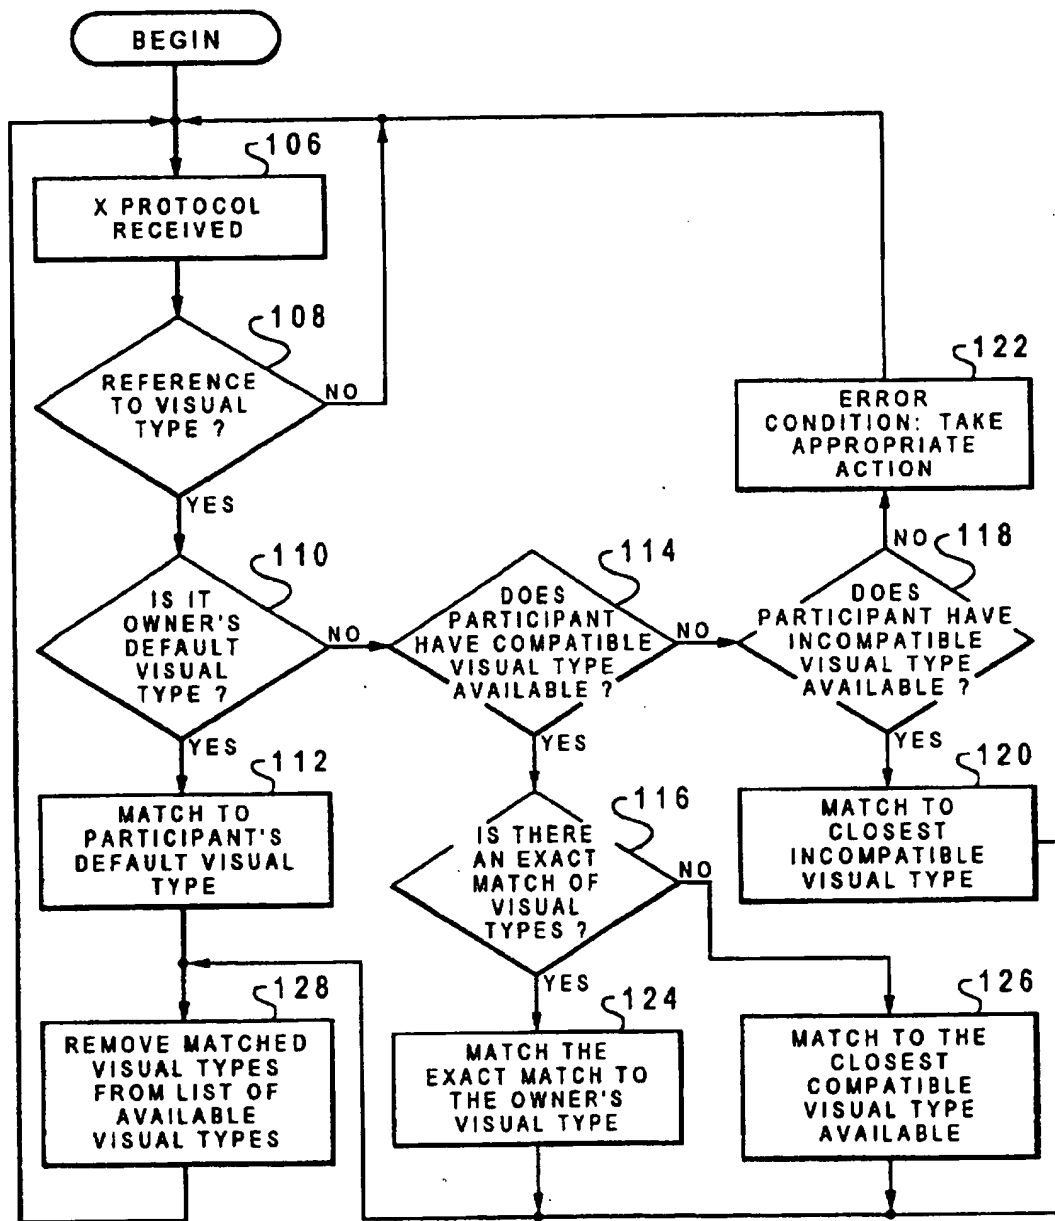 BEGIN
106
X PROTOCOL
RECEIVED
108
REFERENCE
TO VISUAL
TYPE ?
NO
YES
110
IS IT
OWNER'S
DEFAULT
VISUAL
TYPE ?
NO
YES
112
MATCH TO
PARTICIPANT'S
DEFAULT VISUAL
TYPE
114
DOES
PARTICIPANT
HAVE COMPATIBLE
VISUAL TYPE
AVAILABLE ?
NO
YES
116
IS THERE
AN EXACT
MATCH OF
VISUAL
TYPES ?
NO
YES
118
NO
DOES
PARTICIPANT HAVE
INCOMPATIBLE
VISUAL TYPE
AVAILABLE ?
YES
120
MATCH TO
CLOSEST
INCOMPATIBLE
VISUAL TYPE
122
ERROR
CONDITION: TAKE
APPROPRIATE
ACTION
124
MATCH THE
EXACT MATCH TO
THE OWNER'S
VISUAL TYPE
126
MATCH TO THE
CLOSEST
COMPATIBLE
VISUAL TYPE
AVAILABLE
128
REMOVE MATCHED
VISUAL TYPES
FROM LIST OF
AVAILABLE
VISUAL TYPES